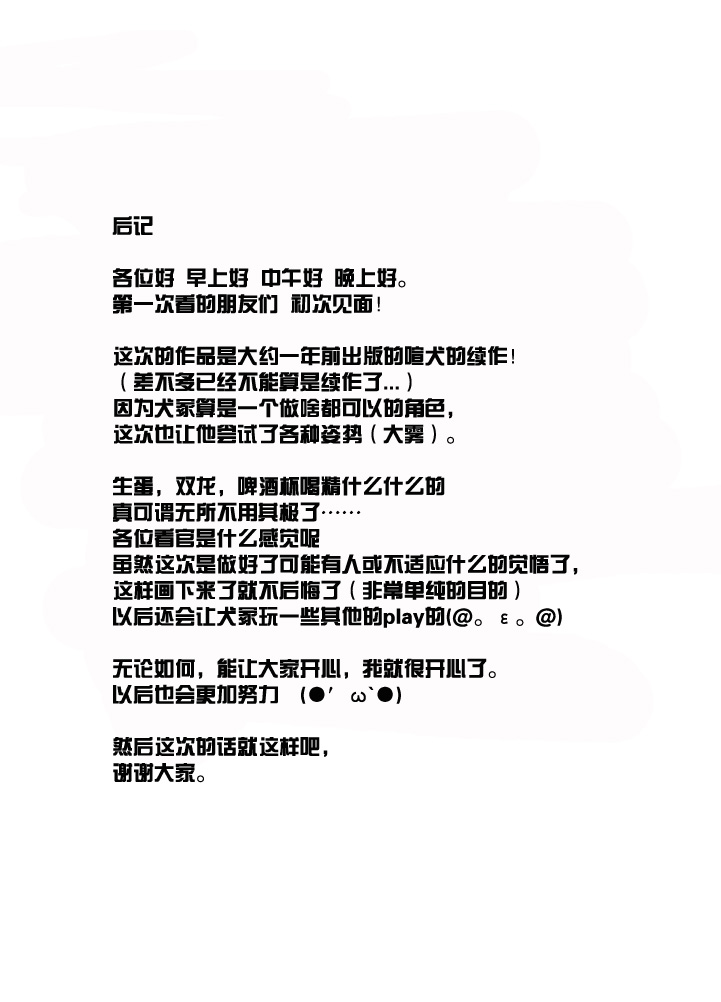 后记
各位好 早上好 中午好 晚上好。
第一次看的朋友们 初次见面！
这次的作品是大约一年前出版的喧犬的续作！
（差不多已经不能算是续作了...）
因为犬冢算是一个做啥都可以的角色，
这次也让他尝试了各种姿势（大雾）。
生蛋，双龙，啤酒杯喝精什么什么的
真可谓无所不用其极了……
各位看官是什么感觉呢
虽然这次是做好了可能有人或不适应什么的觉悟了，
这样画下来了就不后悔了（非常单纯的目的）
以后还会让犬冢玩一些其他的play的(@。ε。@)
无论如何，能让大家开心，我就很开心了。
以后也会更加努力 (●′ω`●)
然后这次的话就这样吧，
谢谢大家。